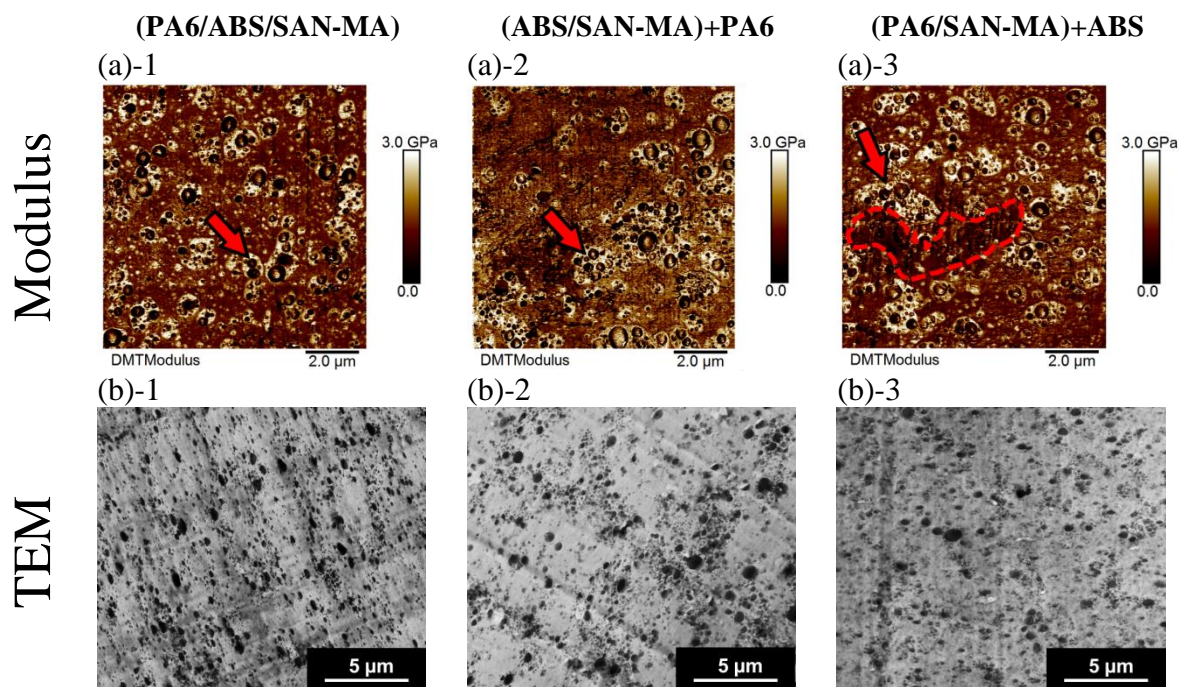 (PA6/ABS/SAN-MA) (ABS/SAN-MA)+PA6 (PA6/SAN-MA)+ABS
(a)-1 (a)-2 (a)-3
Modulus
3.0 GPa 3.0 GPa 3.0 GPa
0.0 0.0 0.0
DMTModulus 2.0 µm DMTModulus 2.0 µm DMTModulus 2.0 µm
(b)-1 (b)-2 (b)-3
TEM
5 µm 5 µm 5 µm